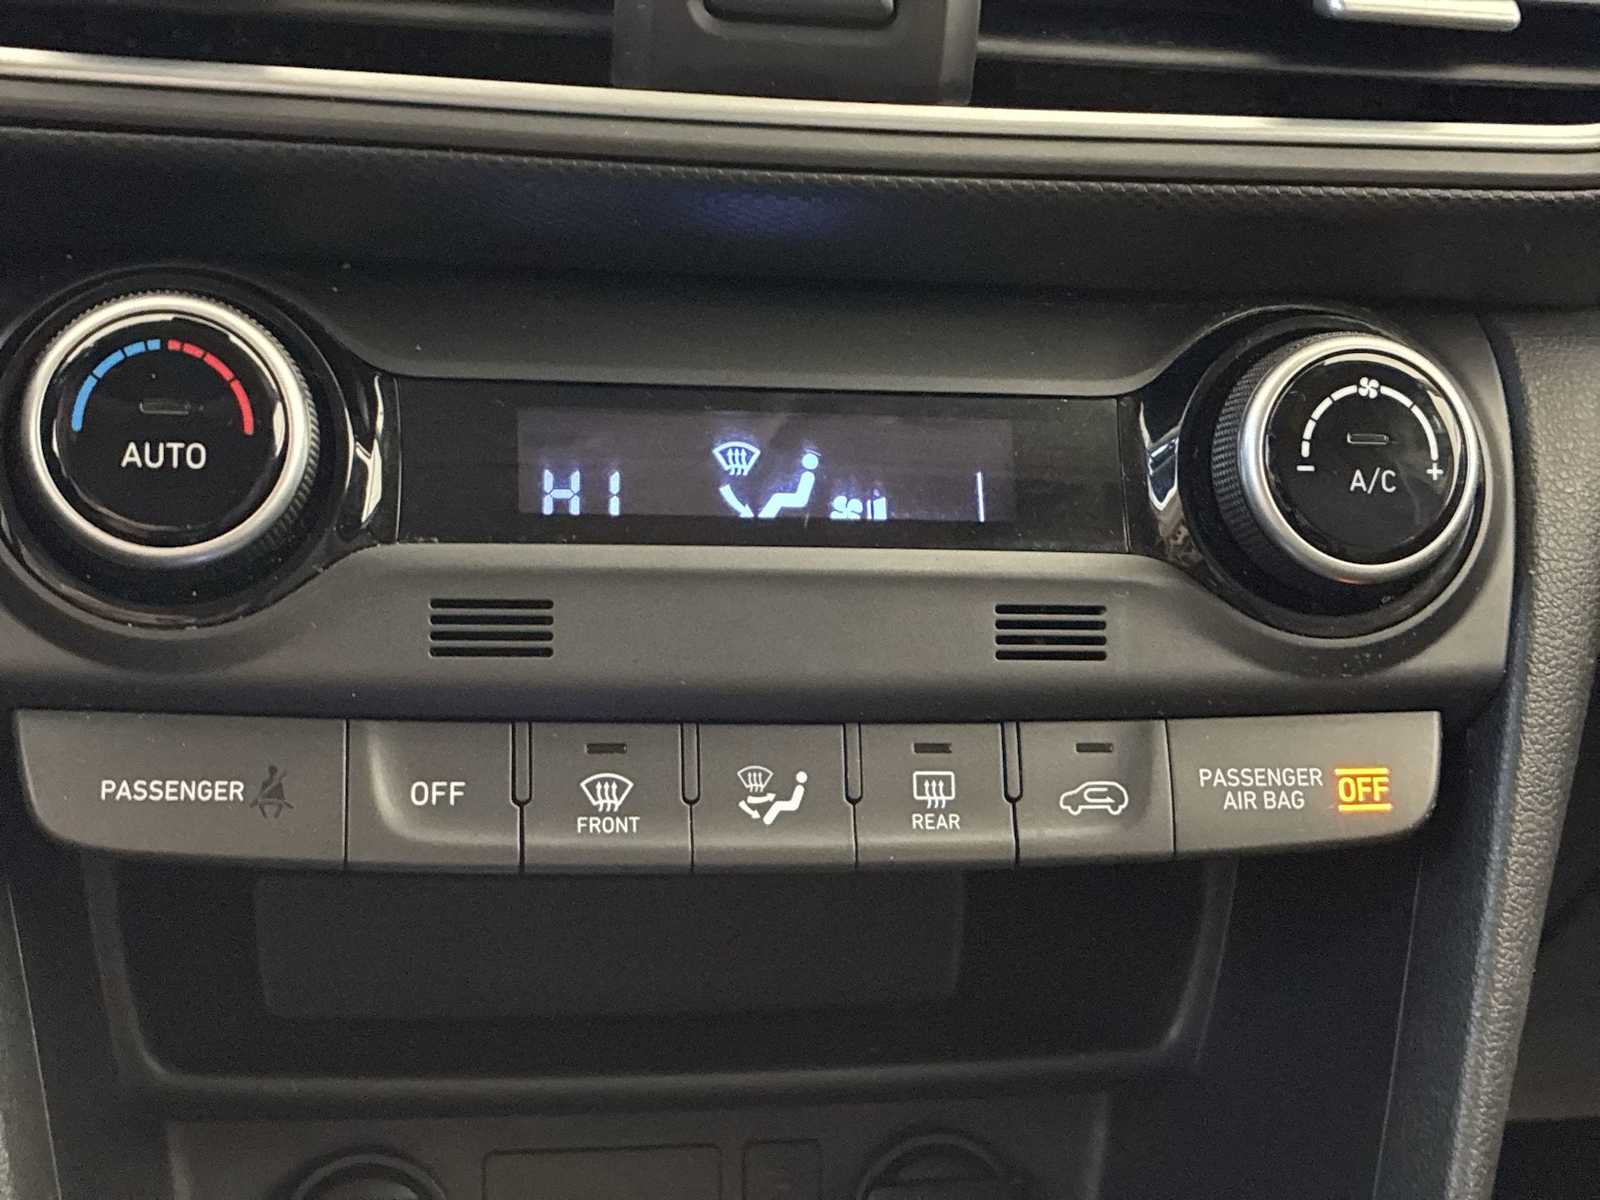 AUTO
HI
A/C
- +
PASSENGER
OFF
FRONT
REAR
PASSENGER
AIR BAG
OFF